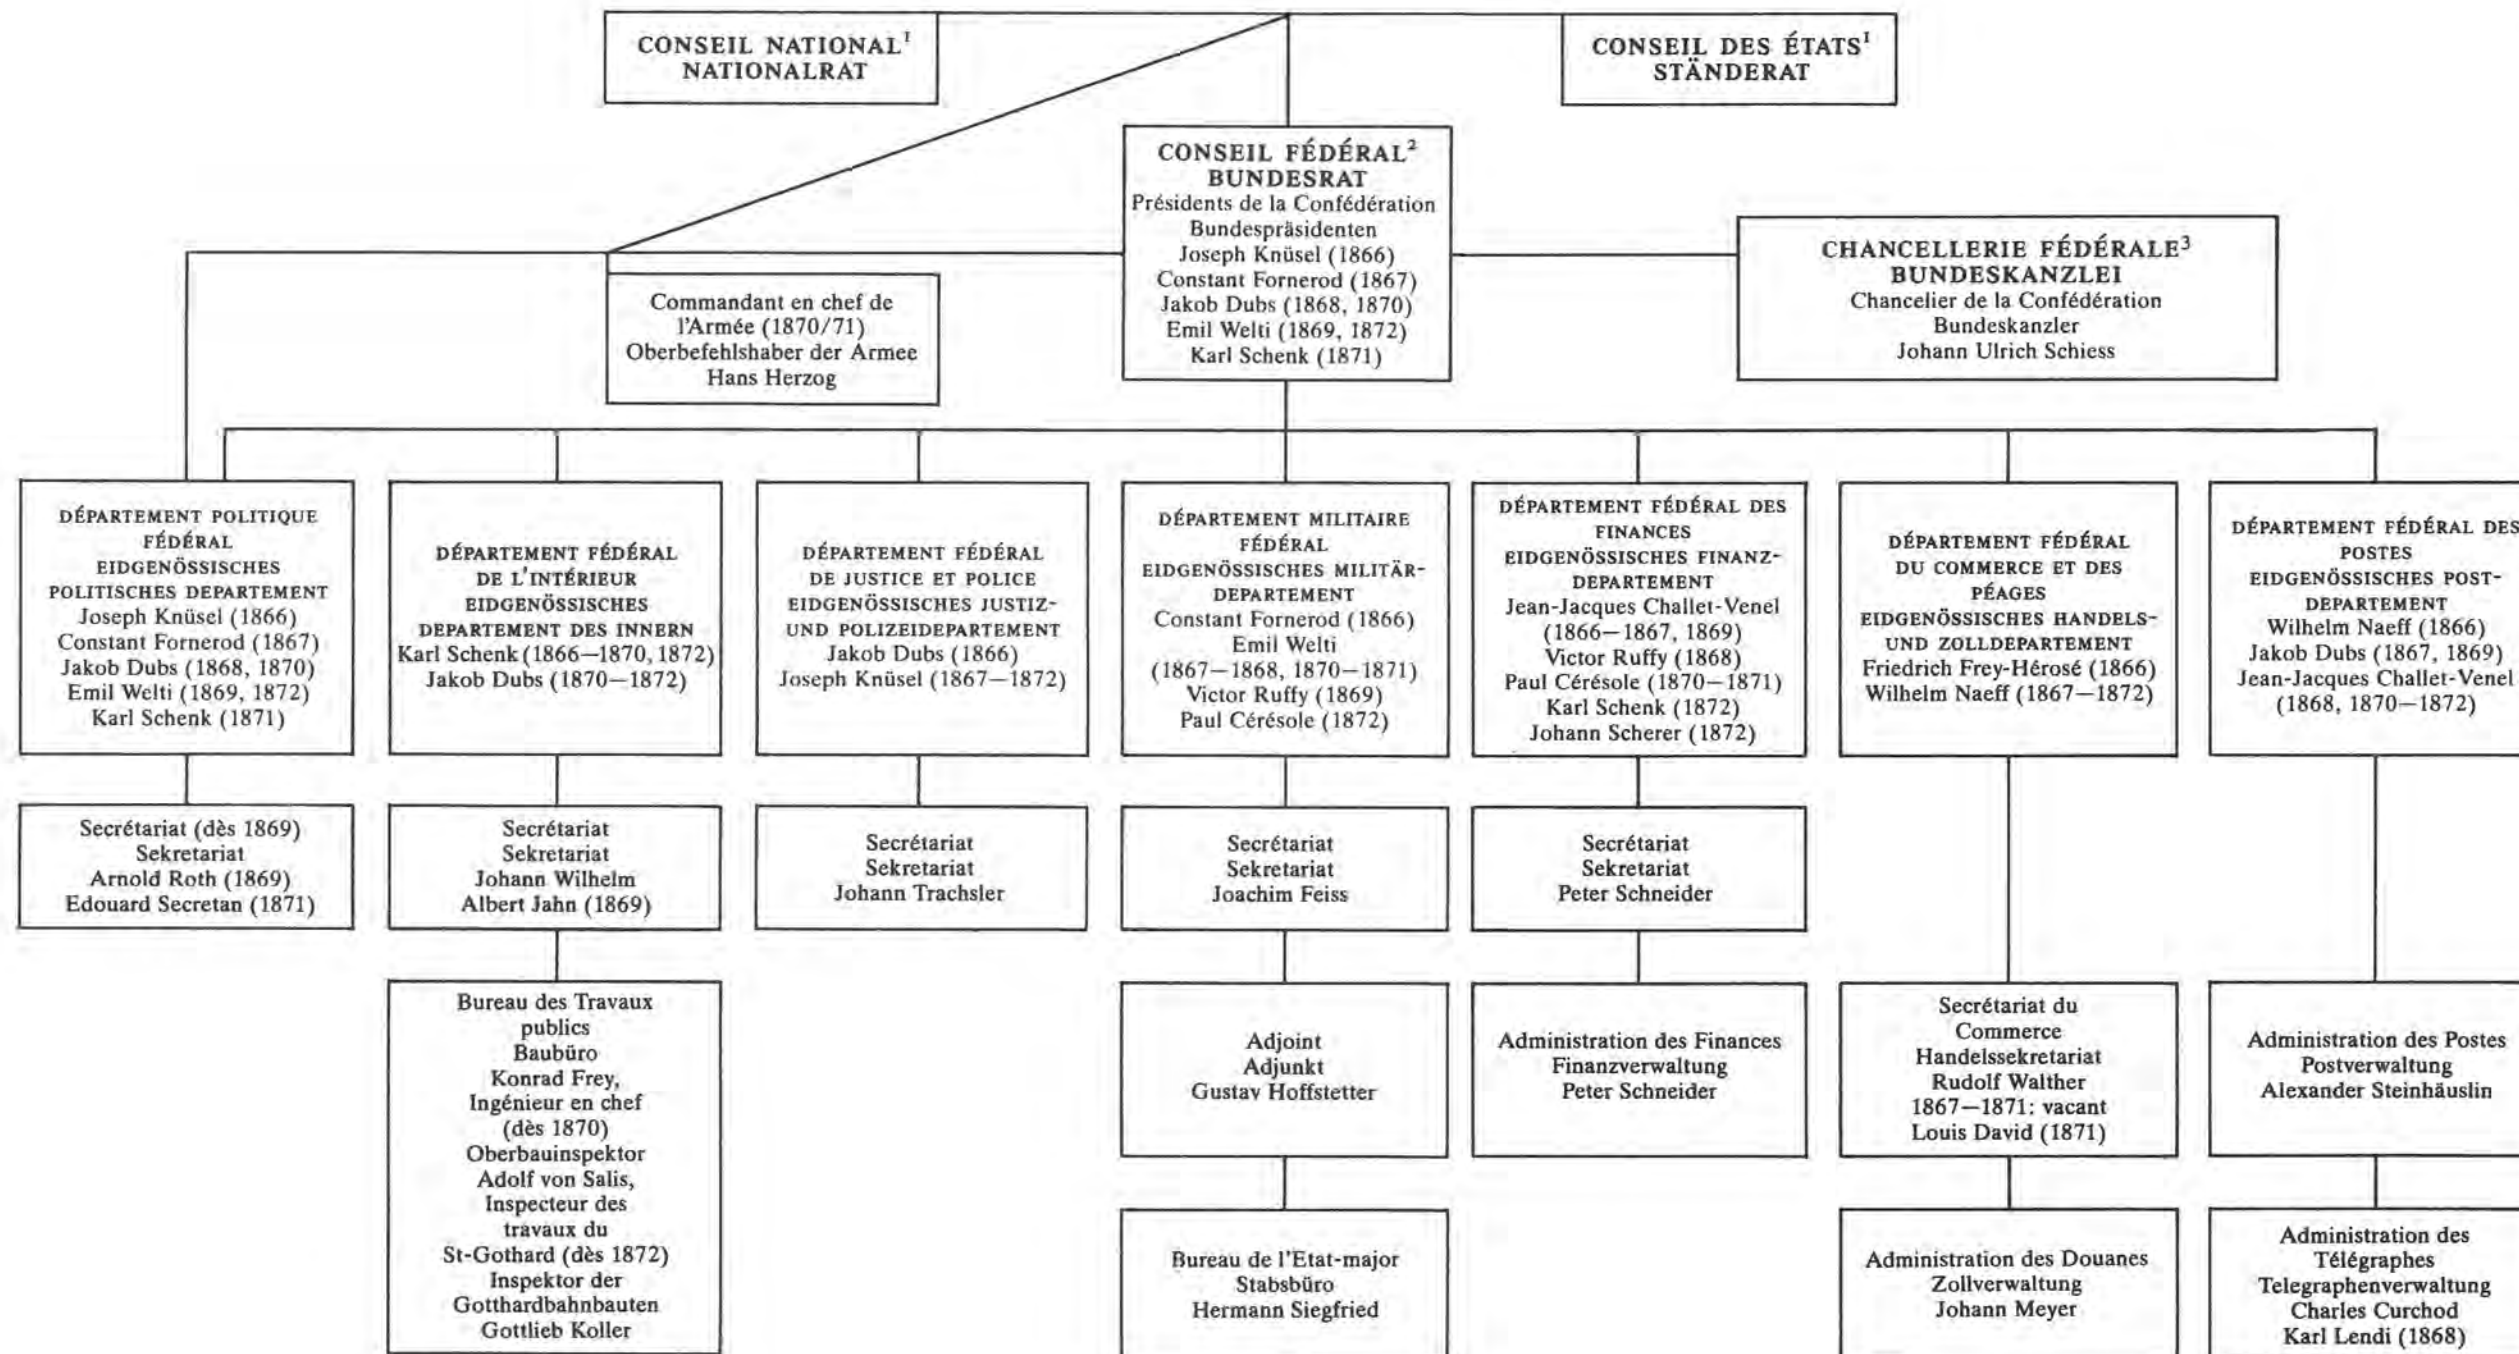 CONSEIL NATIONAL¹
NATIONALRAT
CONSEIL DES ÉTATS¹
STÄNDERAT
CONSEIL FÉDÉRAL²
BUNDESRAT
Présidents de la Confédération
Bundespräsidenten
Joseph Knüsel (1866)
Constant Fornerod (1867)
Jakob Dubs (1868, 1870)
Emil Welti (1869, 1872)
Karl Schenk (1871)
CHANCELLERIE FÉDÉRALE³
BUNDESKANZLEI
Chancelier de la Confédération
Bundeskanzler
Johann Ulrich Schiess
Commandant en chef de
l'Armée (1870/71)
Oberbefehlshaber der Armee
Hans Herzog
DÉPARTEMENT POLITIQUE
FÉDÉRAL
EIDGENÖSSISCHES
POLITISCHES DEPARTEMENT
Joseph Knüsel (1866)
Constant Fornerod (1867)
Jakob Dubs (1868, 1870)
Emil Welti (1869, 1872)
Karl Schenk (1871)
DÉPARTEMENT FÉDÉRAL
DE L'INTÉRIEUR
EIDGENÖSSISCHES
DEPARTEMENT DES INNERN
Karl Schenk (1866—1870, 1872)
Jakob Dubs (1870—1872)
DÉPARTEMENT FÉDÉRAL
DE JUSTICE ET POLICE
EIDGENÖSSISCHES JUSTIZ-
UND POLIZEIDEPARTEMENT
Jakob Dubs (1866)
Joseph Knüsel (1867—1872)
DÉPARTEMENT MILITAIRE
FÉDÉRAL
EIDGENÖSSISCHES MILITÄR-
DEPARTEMENT
Constant Fornerod (1866)
Emil Welti
(1867—1868, 1870—1871)
Victor Ruffy (1869)
Paul Cérésole (1872)
DÉPARTEMENT FÉDÉRAL DES
FINANCES
EIDGENÖSSISCHES FINANZ-
DEPARTEMENT
Jean-Jacques Challet-Venel
(1866—1867, 1869)
Victor Ruffy (1868)
Paul Cérésole (1870—1871)
Karl Schenk (1872)
Johann Scherer (1872)
DÉPARTEMENT FÉDÉRAL
DU COMMERCE ET DES
PÉAGES
EIDGENÖSSISCHES HANDELS-
UND ZOLLDEPARTEMENT
Friedrich Frey-Hérosé (1866)
Wilhelm Naeff (1867—1872)
DÉPARTEMENT FÉDÉRAL DES
POSTES
EIDGENÖSSISCHES POST-
DEPARTEMENT
Wilhelm Naeff (1866)
Jakob Dubs (1867, 1869)
Jean-Jacques Challet-Venel
(1868, 1870—1872)
Secrétariat (dès 1869)
Sekretariat
Arnold Roth (1869)
Edouard Secretan (1871)
Secrétariat
Sekretariat
Johann Wilhelm
Albert Jahn (1869)
Secrétariat
Sekretariat
Johann Trachsler
Secrétariat
Sekretariat
Joachim Feiss
Secrétariat
Sekretariat
Peter Schneider
Bureau des Travaux
publics
Baubüro
Konrad Frey,
Ingénieur en chef
(dès 1870)
Oberbauinspektor
Adolf von Salis,
Inspecteur des
travaux du
St-Gothard (dès 1872)
Inspektor der
Gotthardbahnbauten
Gottlieb Koller
Adjoint
Adjunkt
Gustav Hoffstetter
Administration des Finances
Finanzverwaltung
Peter Schneider
Secrétariat du
Commerce
Handelssekretariat
Rudolf Walther
1867—1871: vacant
Louis David (1871)
Administration des Postes
Postverwaltung
Alexander Steinhäuslin
Bureau de l'Etat-major
Stabsbüro
Hermann Siegfried
Administration des Douanes
Zollverwaltung
Johann Meyer
Administration des
Télégraphes
Telegraphenverwaltung
Charles Curchod
Karl Lendi (1868)